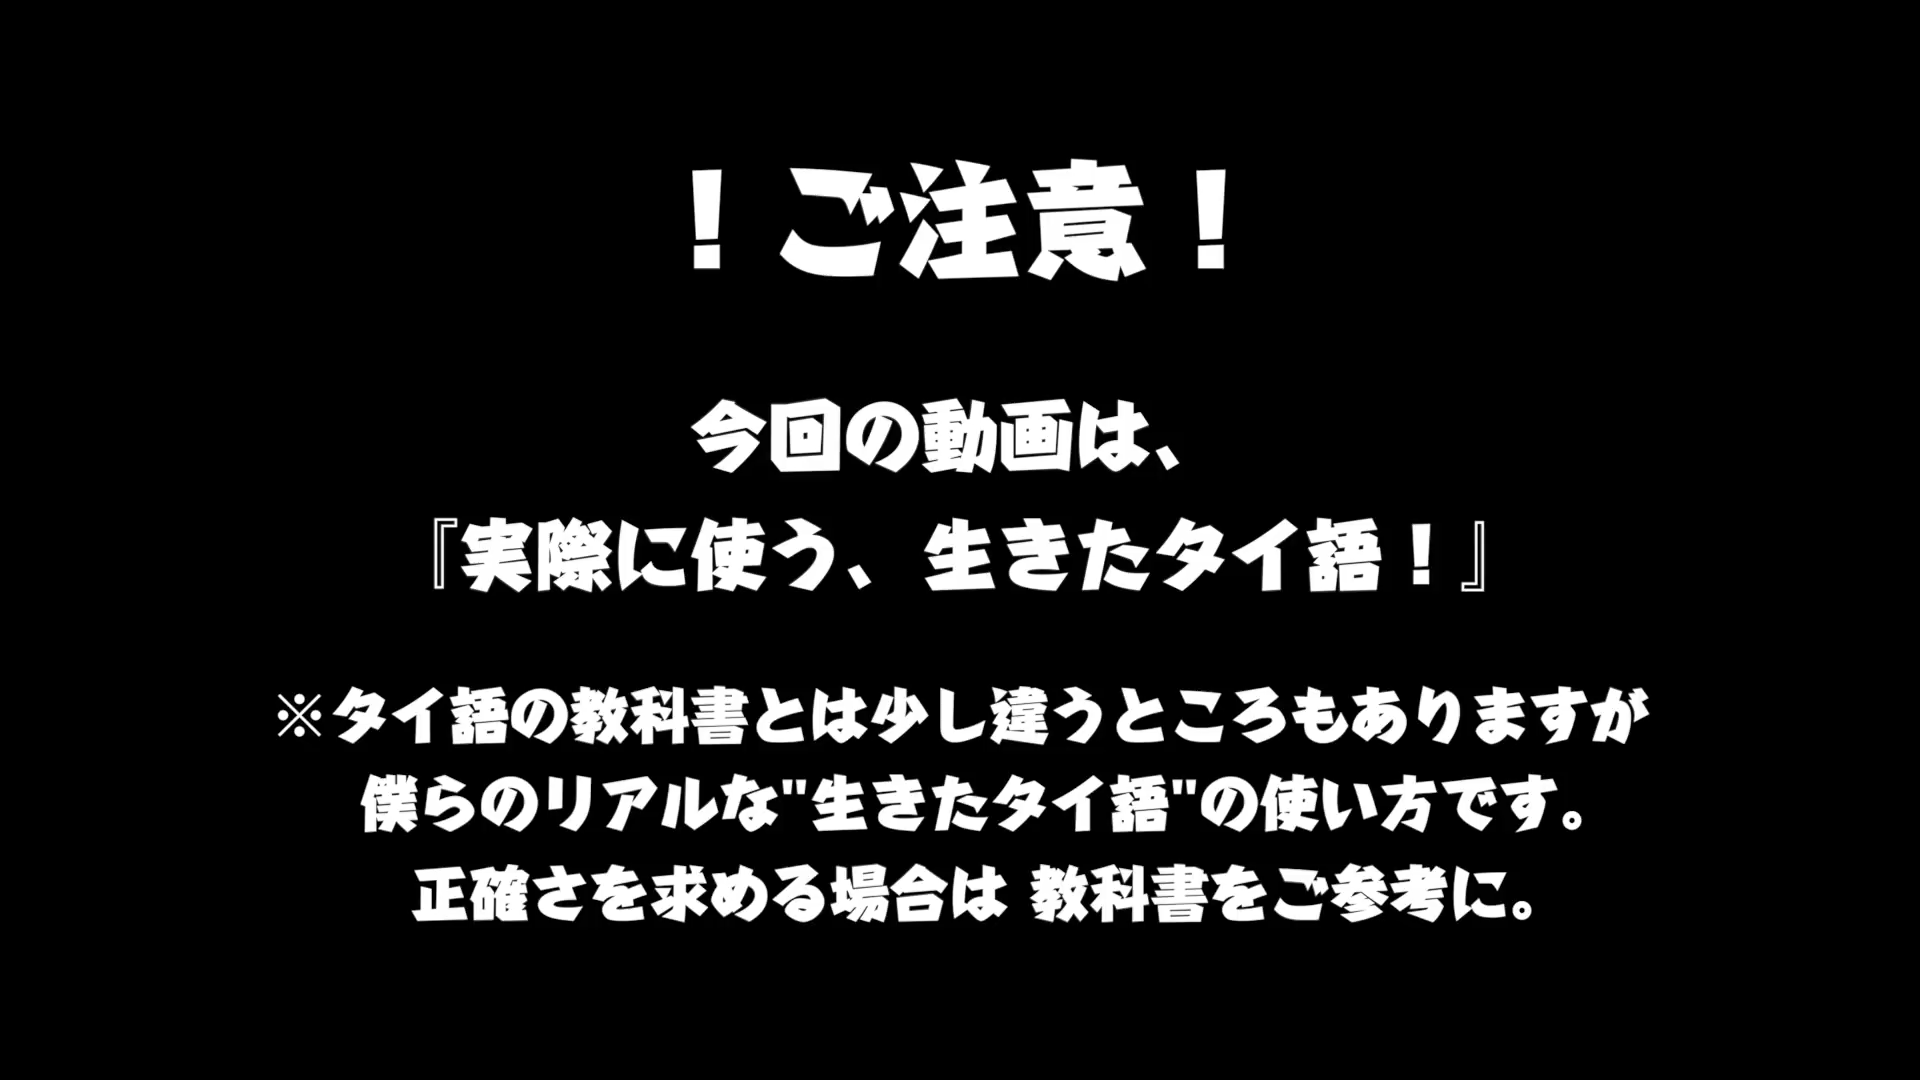 ！ご注意！
今回の動画は、
『実際に使う、生きたタイ語！』
※タイ語の教科書とは少し違うところもありますが
僕らのリアルな"生きたタイ語"の使い方です。
正確さを求める場合は 教科書をご参考に。